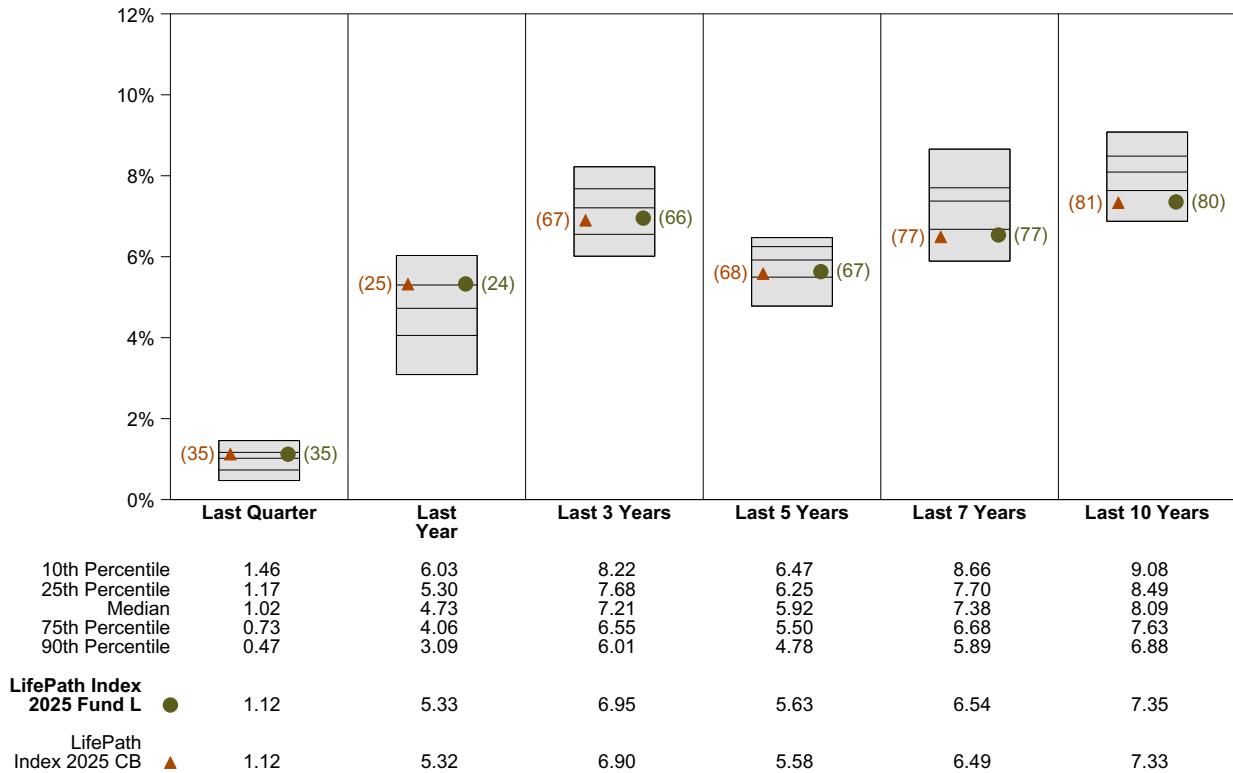 12%
10%
8%
6%
4%
2%
0%
(35) (35)
(25) (24)
(67) (66)
(68) (67)
(77) (77)
(81) (80)
Last Quarter Last Year Last 3 Years Last 5 Years Last 7 Years Last 10 Years
10th Percentile 1.46 6.03 8.22 6.47 8.66 9.08
25th Percentile 1.17 5.30 7.68 6.25 7.70 8.49
Median 1.02 4.73 7.21 5.92 7.38 8.09
75th Percentile 0.73 4.06 6.55 5.50 6.68 7.63
90th Percentile 0.47 3.09 6.01 4.78 5.89 6.88
LifePath Index
2025 Fund L 1.12 5.33 6.95 5.63 6.54 7.35
LifePath
Index 2025 CB 1.12 5.32 6.90 5.58 6.49 7.33